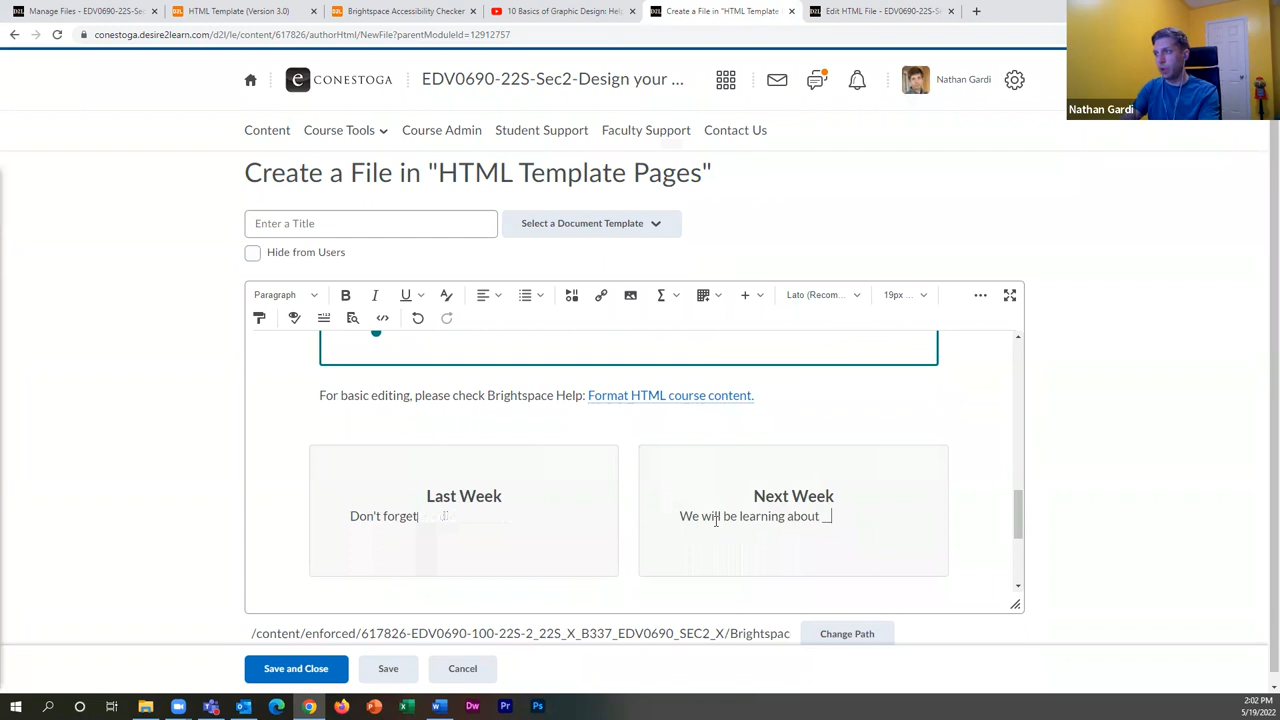 Manage Files - EDV0690-22S-Se
HTML Template (Version 3.0)
Brightspace Accessibility Checker
10 Basics of Graphic Design: Hel
Create a File in "HTML Template
Edit HTML File - EDV0690-22S-S
conestoga.desire2learn.com/d2l/le/content/617826/authorHtml/NewFile?parentModuleId=12912757
CONESTOGA
EDV0690-22S-Sec2-Design your ...
Nathan Gardi
Nathan Gardi
Content
Course Tools
Course Admin
Student Support
Faculty Support
Contact Us
Create a File in "HTML Template Pages"
Enter a Title
Select a Document Template
Hide from Users
Paragraph
Lato (Recom...
19px ...
For basic editing, please check Brightspace Help: Format HTML course content.
Last Week
Don't forget
Next Week
We will be learning about _
/content/enforced/617826-EDV0690-100-22S-2_22S_X_B337_EDV0690_SEC2_X/Brightspac
Change Path
Save and Close
Save
Cancel
2:02 PM
5/19/2022